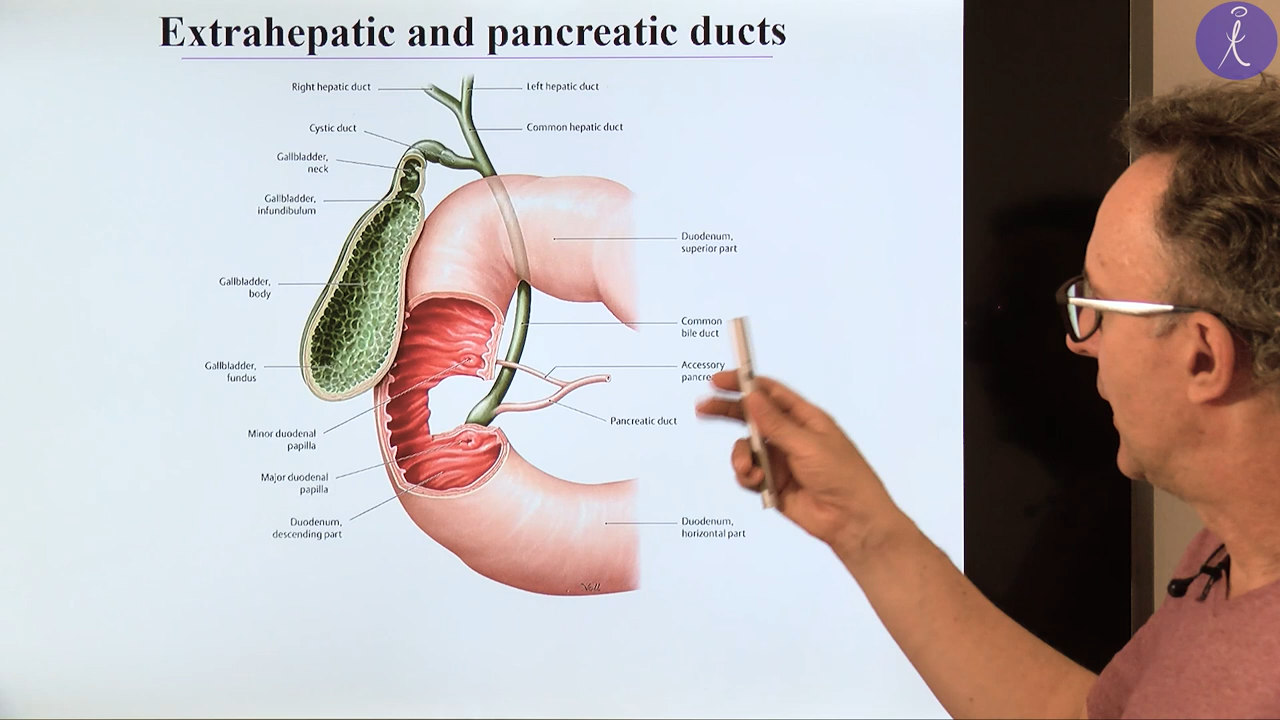 Extrahepatic and pancreatic ducts
Right hepatic duct
Left hepatic duct
Cystic duct
Common hepatic duct
Gallbladder,
neck
Gallbladder,
infundibulum
Duodenum,
superior part
Gallbladder,
body
Common
bile duct
Gallbladder,
fundus
Accessory
Pancreatic duct
Minor duodenal
papilla
Major duodenal
papilla
Duodenum,
descending part
Duodenum,
horizontal part